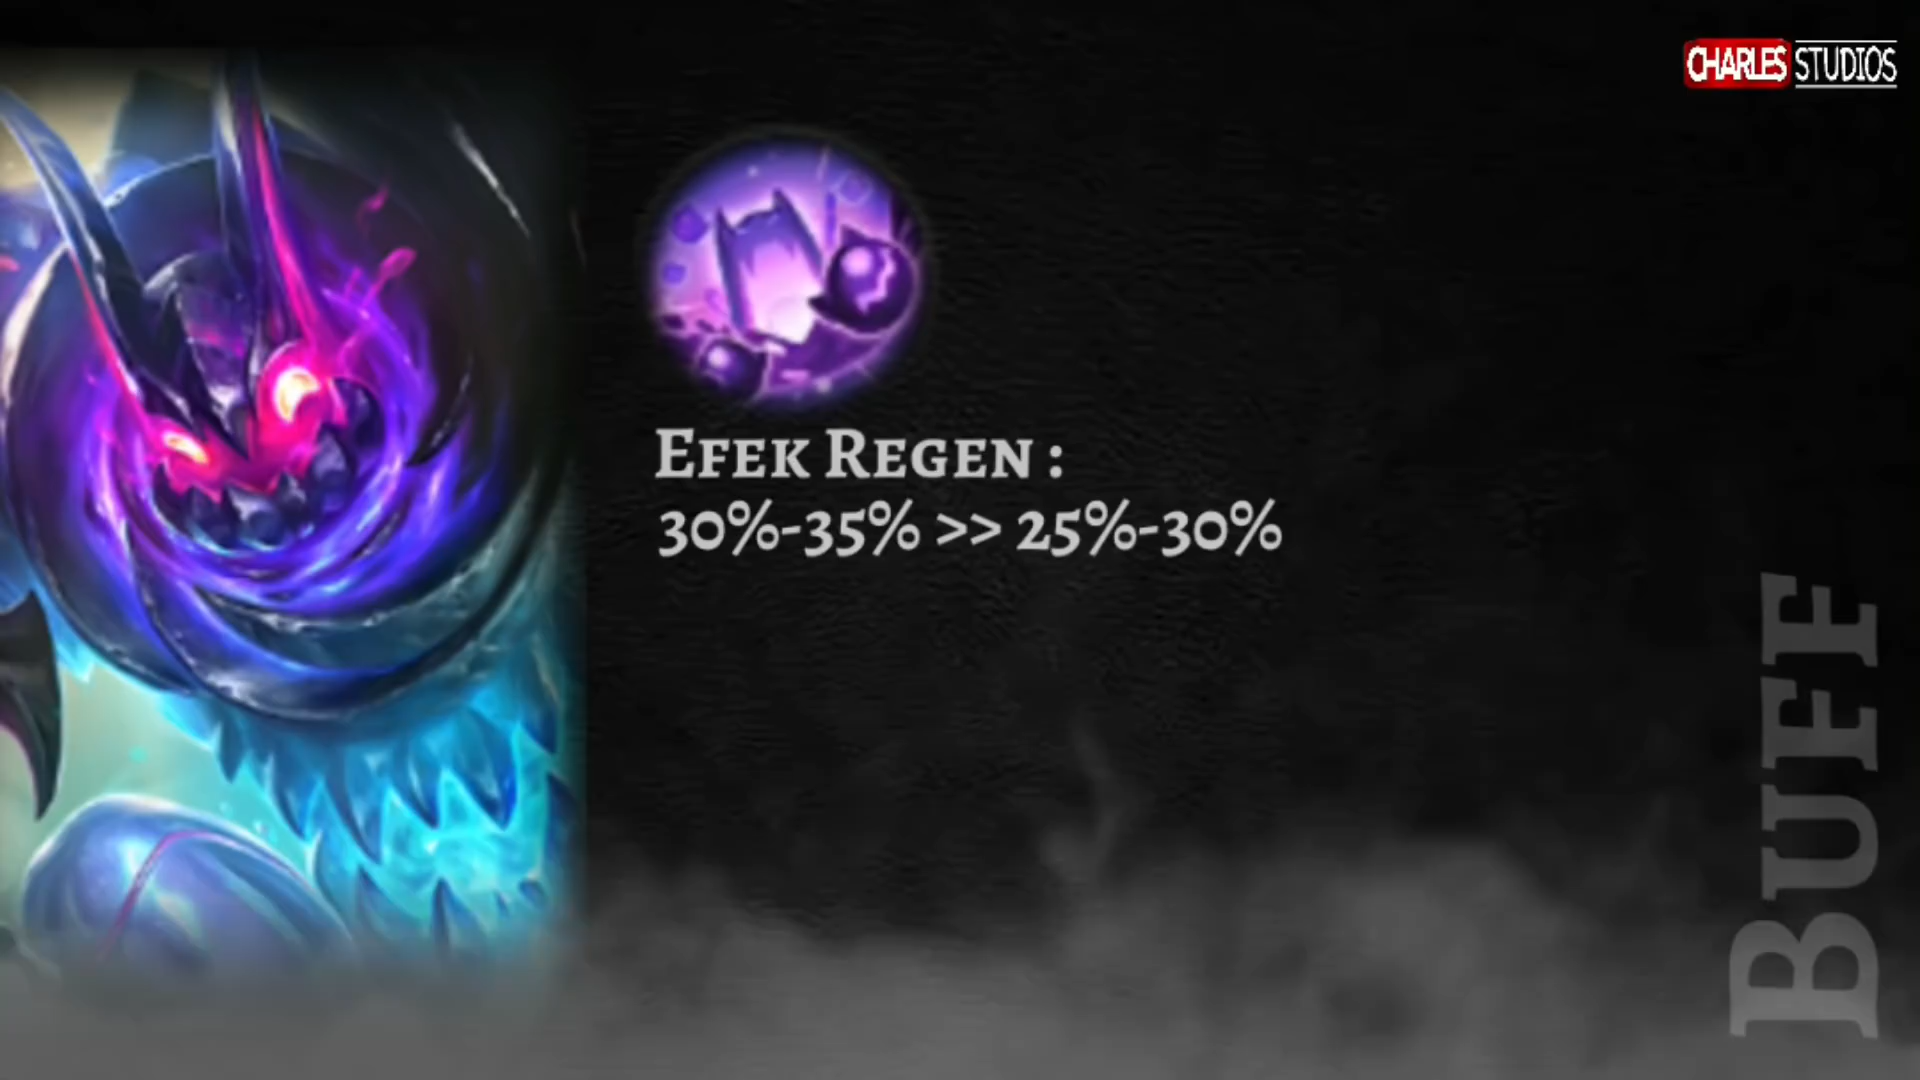 CHARLES STUDIOS
Efek Regen :
30%-35% >> 25%-30%
Buff